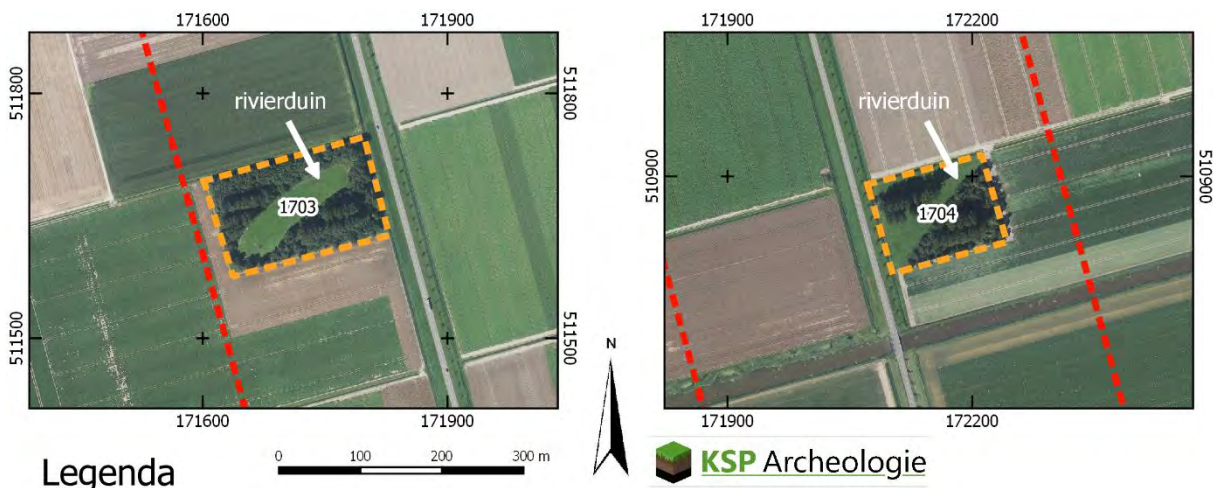 171600 171900
511800 511800
rivierduin
1703
511500 511500
171600 171900
171900 172200
rivierduin
510900 510900
1704
171900 172200
N
Legenda
0 100 200 300 m
KSP Archeologie